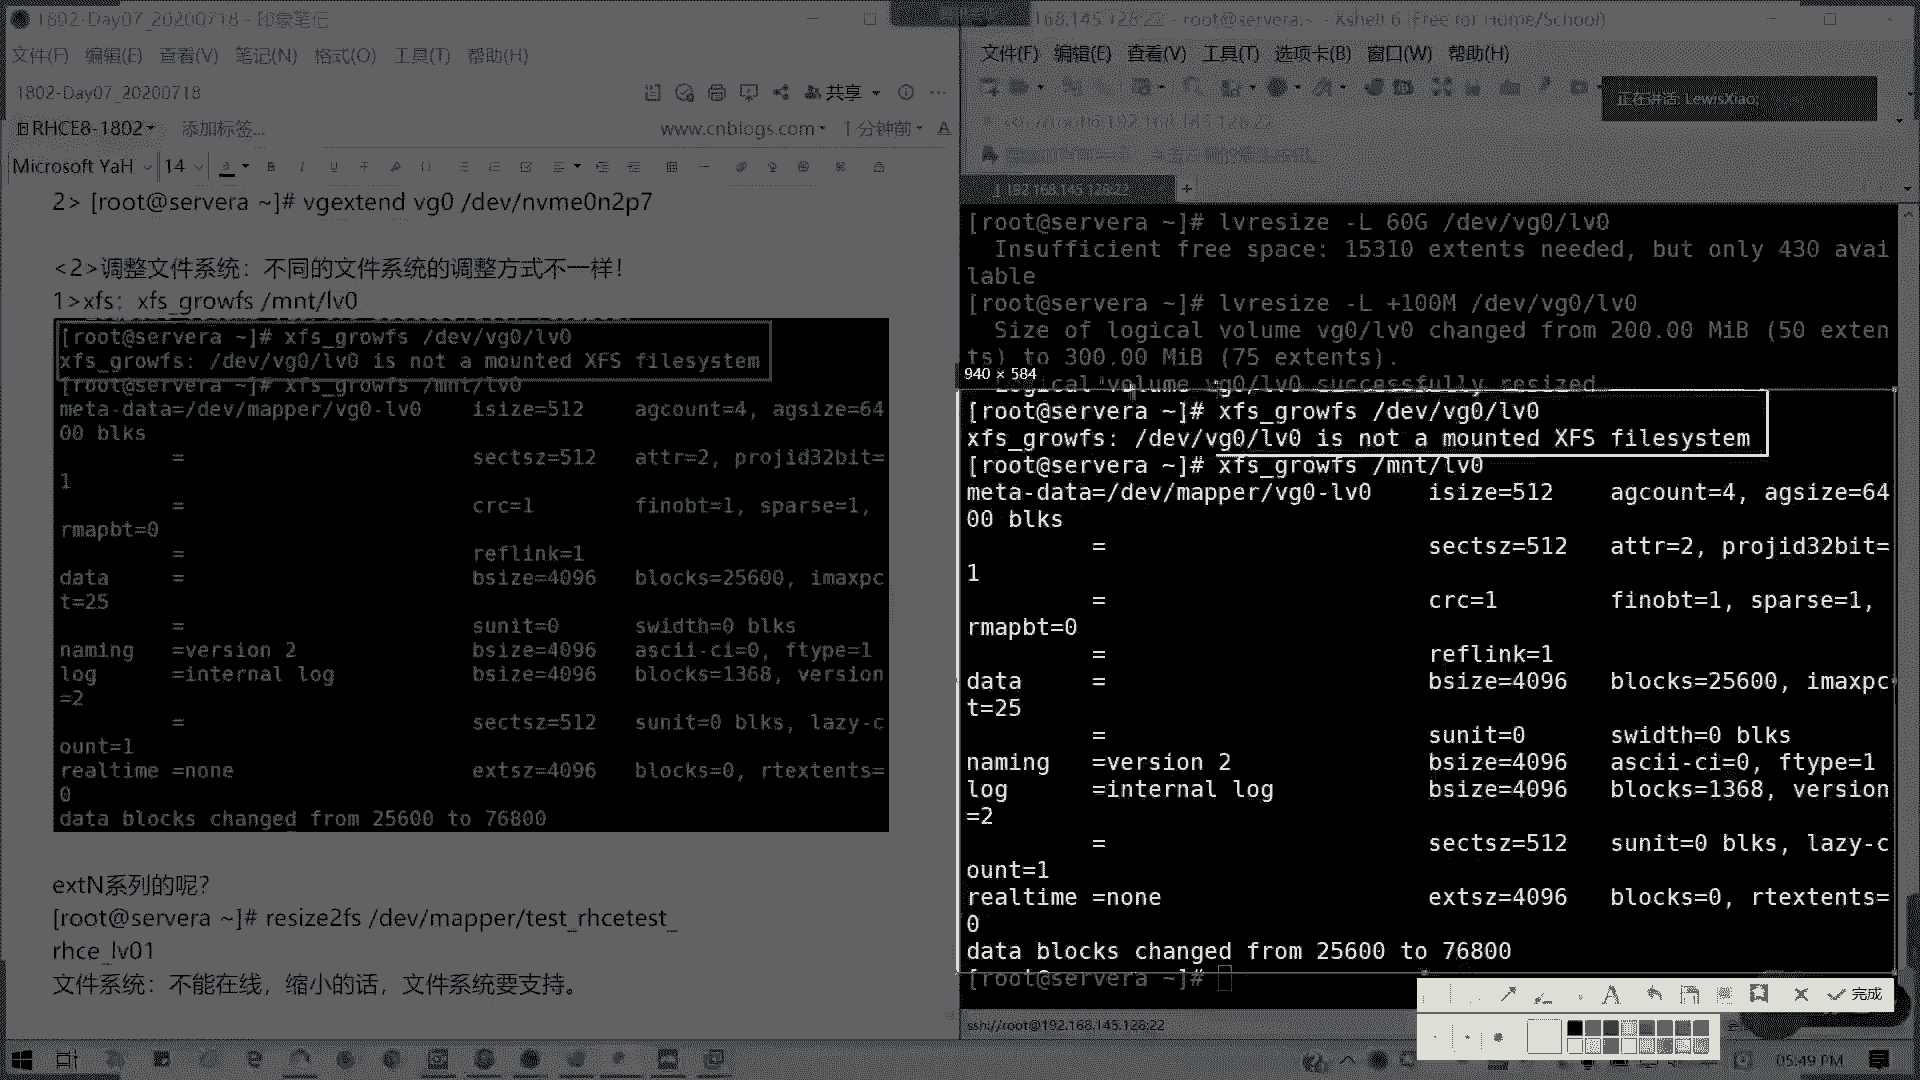 1802-Day07_20200718 - 印象笔记
文件(F) 编辑(E) 查看(V) 笔记(N) 格式(O) 工具(T) 帮助(H)
1802-Day07_20200718
共享
RHCE8-1802
添加标签...
www.cnblogs.com
1 分钟前
Microsoft YaH
14
2> [root@servera ~]# vgextend vg0 /dev/nvme0n2p7
<2>调整文件系统：不同的文件系统的调整方式不一样！
1>xfs：xfs_growfs /mnt/lv0
[root@servera ~]# xfs_growfs /dev/vg0/lv0
xfs_growfs: /dev/vg0/lv0 is not a mounted XFS filesystem
[root@servera ~]# xfs_growfs /mnt/lv0
meta-data=/dev/mapper/vg0-lv0 isize=512 agcount=4, agsize=64
00 blks
= sectsz=512 attr=2, projid32bit=
1
= crc=1 finobt=1, sparse=1,
rmapbt=0
= reflink=1
data = bsize=4096 blocks=25600, imaxpc
t=25
= sunit=0 swidth=0 blks
naming =version 2 bsize=4096 ascii-ci=0, ftype=1
log =internal log bsize=4096 blocks=1368, version
=2
= sectsz=512 sunit=0 blks, lazy-c
ount=1
realtime =none extsz=4096 blocks=0, rtextents=
0
data blocks changed from 25600 to 76800
extN系列的呢？
[root@servera ~]# resize2fs /dev/mapper/test_rhcetest_
rhce_lv01
文件系统：不能在线，缩小的话，文件系统要支持。
168.145.128:22 - root@servera:~ - Xshell 6 (Free for Home/School)
文件(F) 编辑(E) 查看(V) 工具(T) 选项卡(B) 窗口(W) 帮助(H)
正在讲话: LewisXiao;
ssh://root@192.168.145.128:22
1 192.168.145.128:22
[root@servera ~]# lvresize -L 60G /dev/vg0/lv0
Insufficient free space: 15310 extents needed, but only 430 avai
lable
[root@servera ~]# lvresize -L +100M /dev/vg0/lv0
Size of logical volume vg0/lv0 changed from 200.00 MiB (50 exten
ts) to 300.00 MiB (75 extents).
940 × 584
Logical volume vg0/lv0 successfully resized
[root@servera ~]# xfs_growfs /dev/vg0/lv0
xfs_growfs: /dev/vg0/lv0 is not a mounted XFS filesystem
[root@servera ~]# xfs_growfs /mnt/lv0
meta-data=/dev/mapper/vg0-lv0 isize=512 agcount=4, agsize=64
00 blks
= sectsz=512 attr=2, projid32bit=
1
= crc=1 finobt=1, sparse=1,
rmapbt=0
= reflink=1
data = bsize=4096 blocks=25600, imaxpc
t=25
= sunit=0 swidth=0 blks
naming =version 2 bsize=4096 ascii-ci=0, ftype=1
log =internal log bsize=4096 blocks=1368, version
=2
= sectsz=512 sunit=0 blks, lazy-c
ount=1
realtime =none extsz=4096 blocks=0, rtextents=
0
data blocks changed from 25600 to 76800
[root@servera ~]#
完成
ssh://root@192.168.145.128:22
05:49 PM